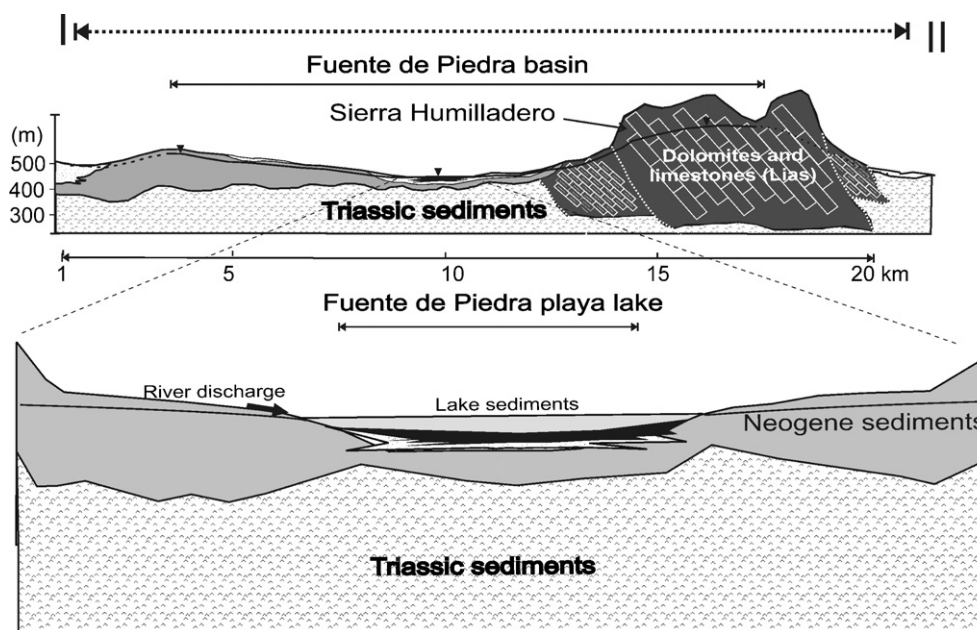 I II
Fuente de Piedra basin
Sierra Humilladero
(m)
500
400
300
Dolomites and
limestones (Lias)
Triassic sediments
1 5 10 15 20 km
Fuente de Piedra playa lake
River discharge
Lake sediments
Neogene sediments
Triassic sediments